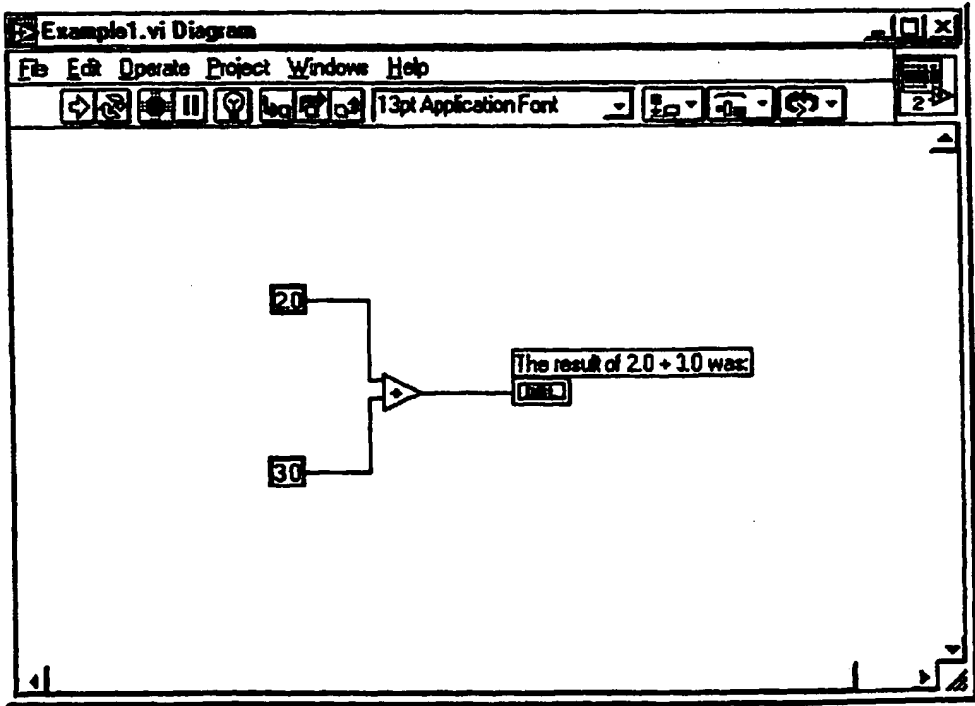 Example1.vi Diagram
File Edit Operate Project Windows Help
13pt Application Font
2
2.0
The result of 2.0 + 3.0 was:
+
3.0